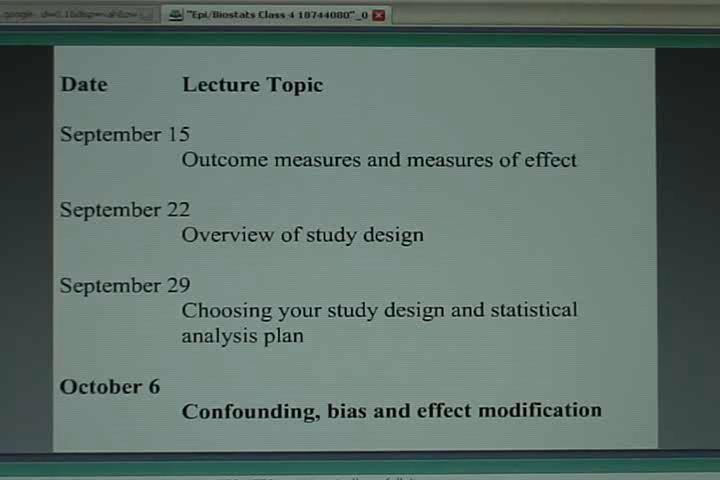 "Epi/Biostats Class 4 10744080"_0
Date Lecture Topic
September 15
Outcome measures and measures of effect
September 22
Overview of study design
September 29
Choosing your study design and statistical
analysis plan
October 6
Confounding, bias and effect modification